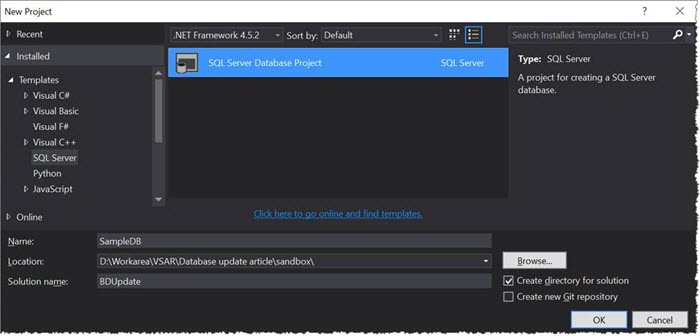 New Project
? ×
Recent
.NET Framework 4.5.2
Sort by: Default
Search Installed Templates (Ctrl+E)
Installed
SQL Server Database Project
SQL Server
Type: SQL Server
A project for creating a SQL Server
database.
Templates
Visual C#
Visual Basic
Visual F#
Visual C++
SQL Server
Python
JavaScript
Click here to go online and find templates.
Online
Name: SampleDB
Location: D:\Workarea\VSAR\Database update article\sandbox\
Browse...
Solution name: BDUpdate
Create directory for solution
Create new Git repository
OK
Cancel